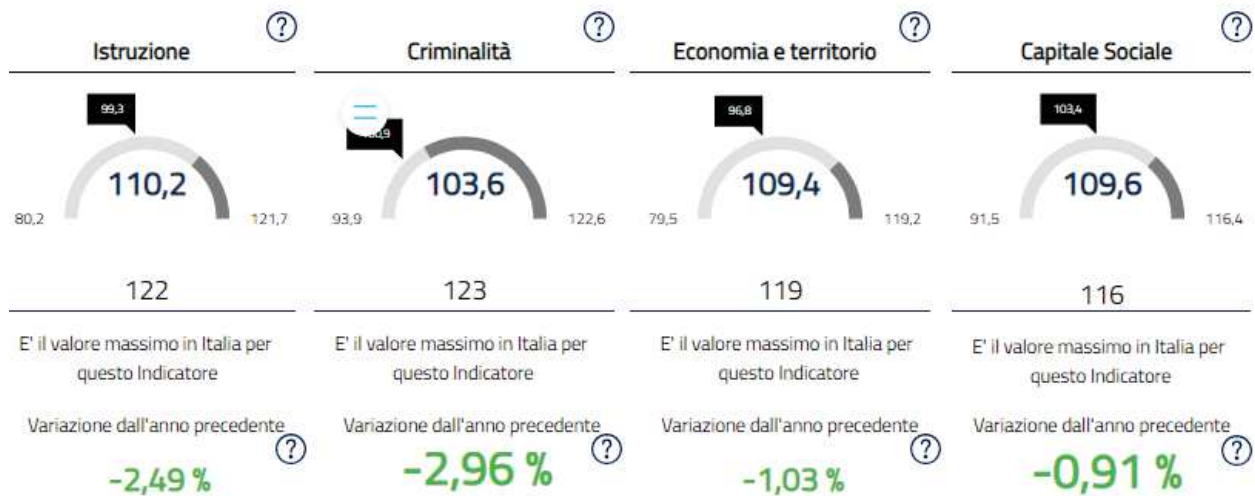 ?
Istruzione
99,3
110,2
80,2
121,7
122
E' il valore massimo in Italia per
questo Indicatore
Variazione dall'anno precedente
?
-2,49 %
?
Criminalità
103,6
93,9
122,6
123
E' il valore massimo in Italia per
questo Indicatore
Variazione dall'anno precedente
?
-2,96 %
?
Economia e territorio
96,8
109,4
79,5
119,2
119
E' il valore massimo in Italia per
questo Indicatore
Variazione dall'anno precedente
?
-1,03 %
?
Capitale Sociale
103,4
109,6
91,5
116,4
116
E' il valore massimo in Italia per
questo Indicatore
Variazione dall'anno precedente
?
-0,91 %